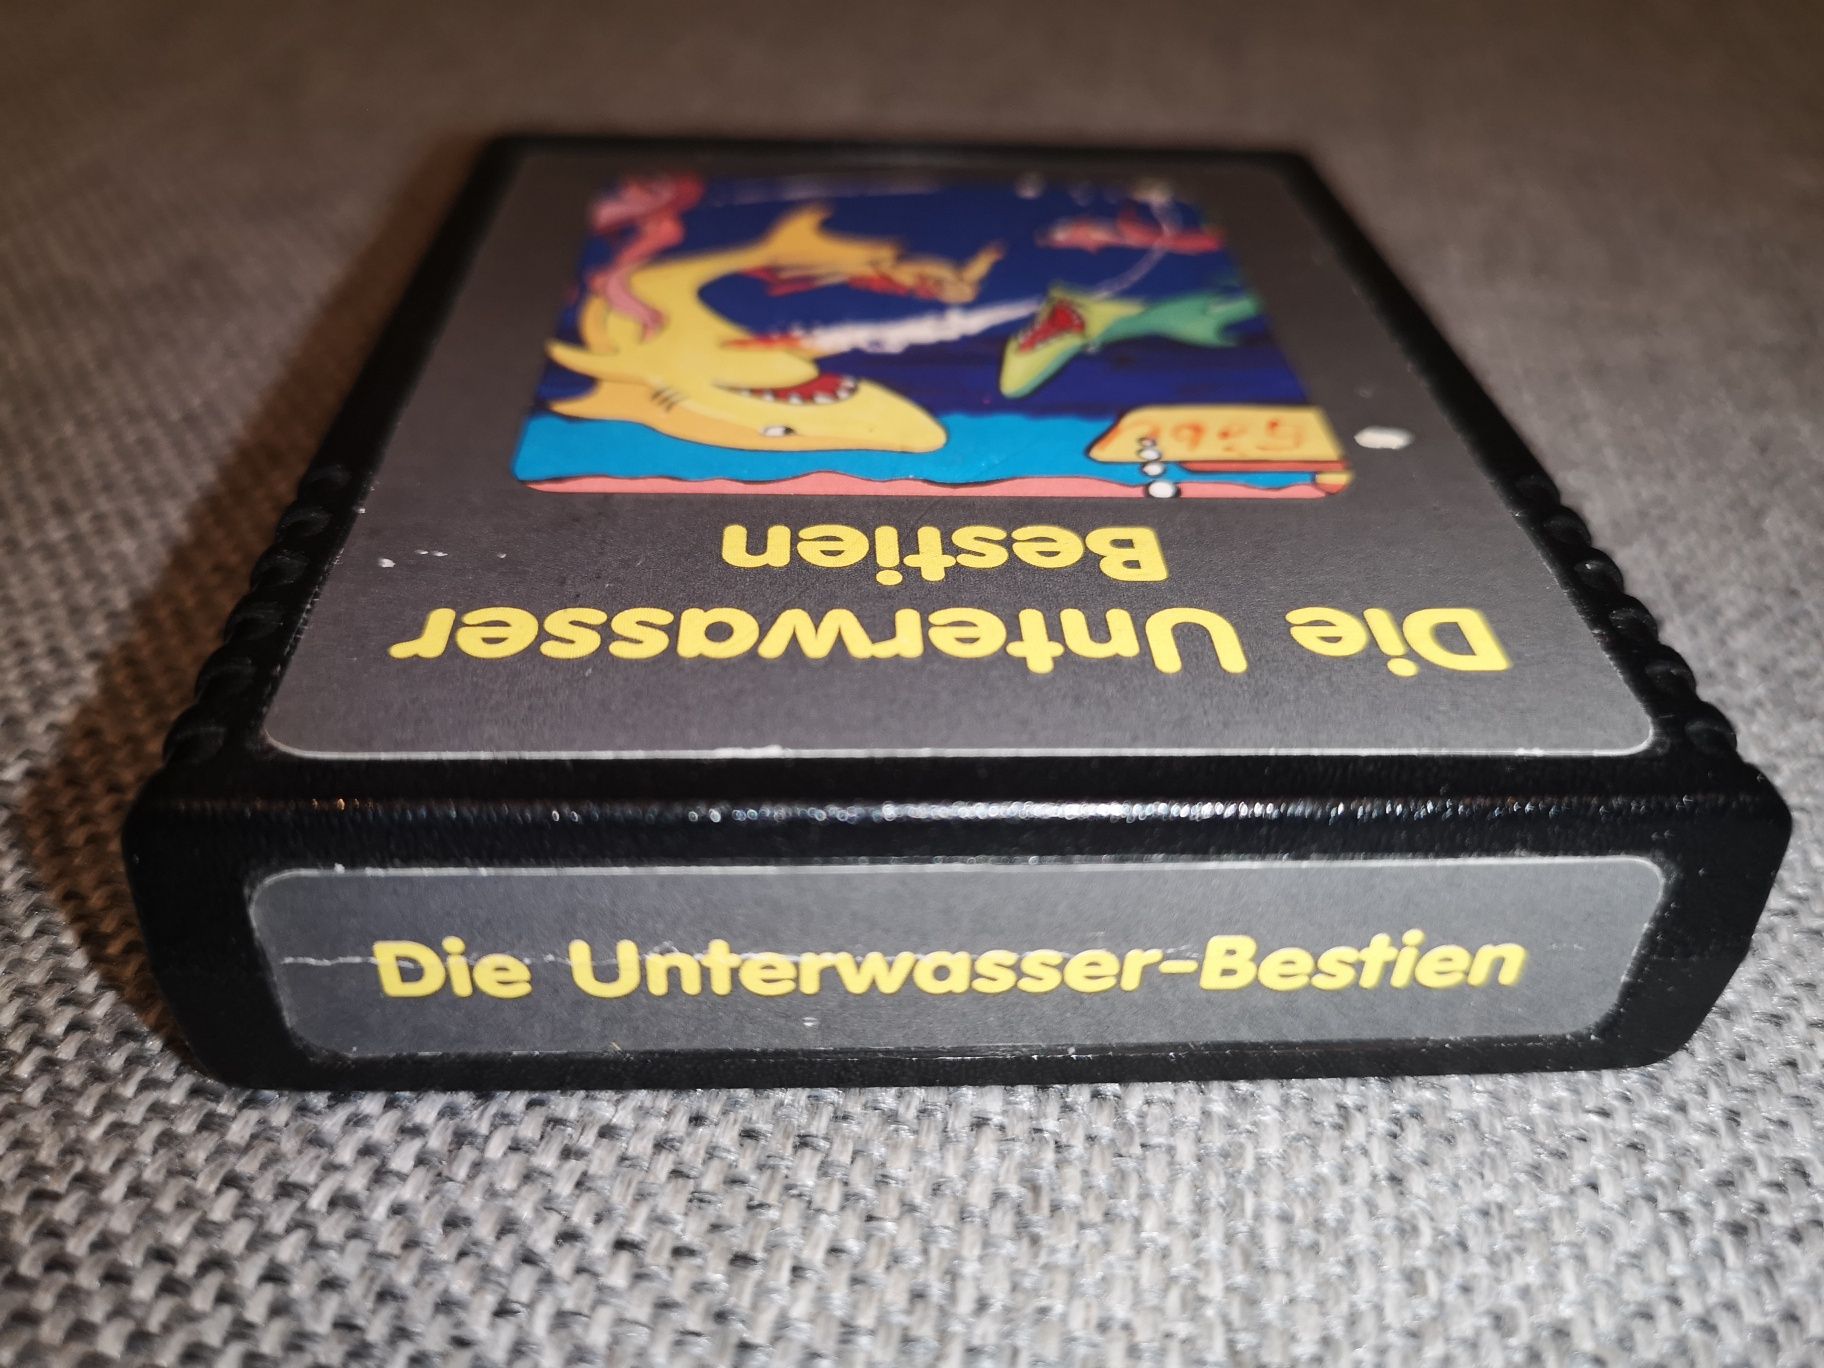 Die Unterwasser
Bestien
Die Unterwasser-Bestien